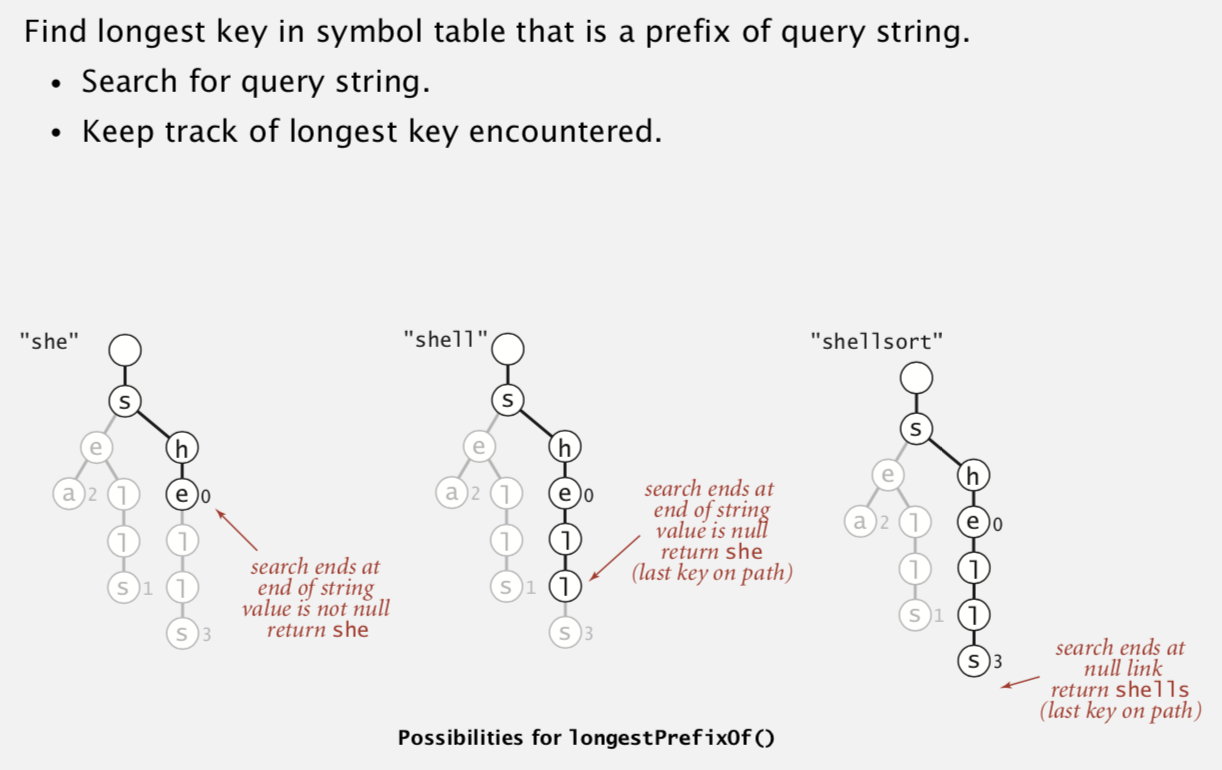 Find longest key in symbol table that is a prefix of query string.
• Search for query string.
• Keep track of longest key encountered.
"she"
s
e
h
a 2 l
e 0
l
l
s 1
l
s 3
search ends at
end of string
value is not null
return she
"shell"
s
e
h
a 2 l
e 0
l
l
s 1
l
s 3
search ends at
end of string
value is null
return she
(last key on path)
"shellsort"
s
e
h
a 2 l
e 0
l
l
s 1
l
s 3
search ends at
null link
return shells
(last key on path)
Possibilities for longestPrefixOf()